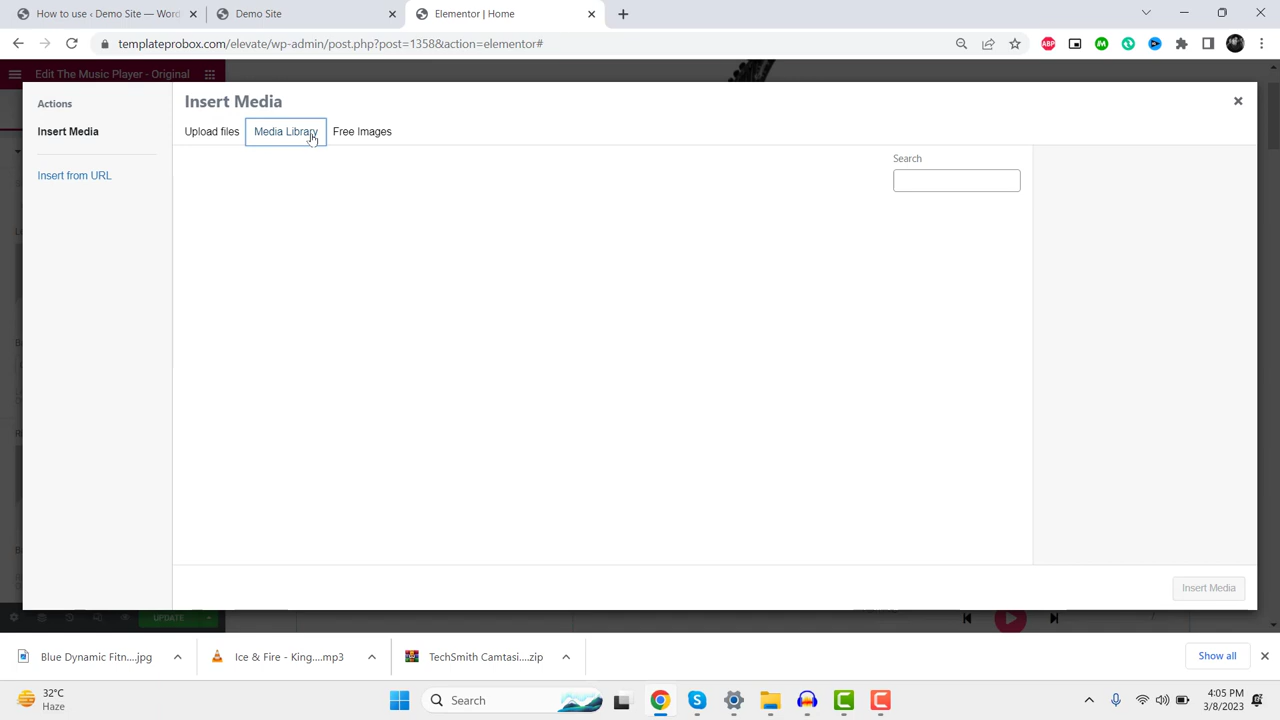 How to use ‹ Demo Site — Word
Demo Site
Elementor | Home
templateprobox.com/elevate/wp-admin/post.php?post=1358&action=elementor#
Edit The Music Player - Original
Actions
Insert Media
Insert from URL
Insert Media
Upload files
Media Library
Free Images
Search
Insert Media
UPDATE
Blue Dynamic Fitn....jpg
Ice & Fire - King....mp3
TechSmith Camtasi....zip
Show all
32°C
Haze
Search
4:05 PM
3/8/2023